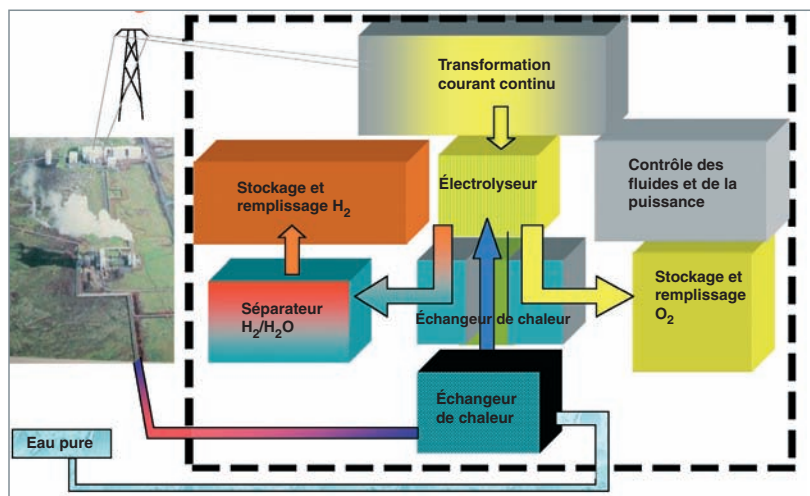 Transformation
courant continu
Stockage et
remplissage H₂
Électrolyseur
Contrôle des
fluides et de la
puissance
Séparateur
H₂/H₂O
Échangeur de chaleur
Stockage et
remplissage
O₂
Échangeur
de chaleur
Eau pure